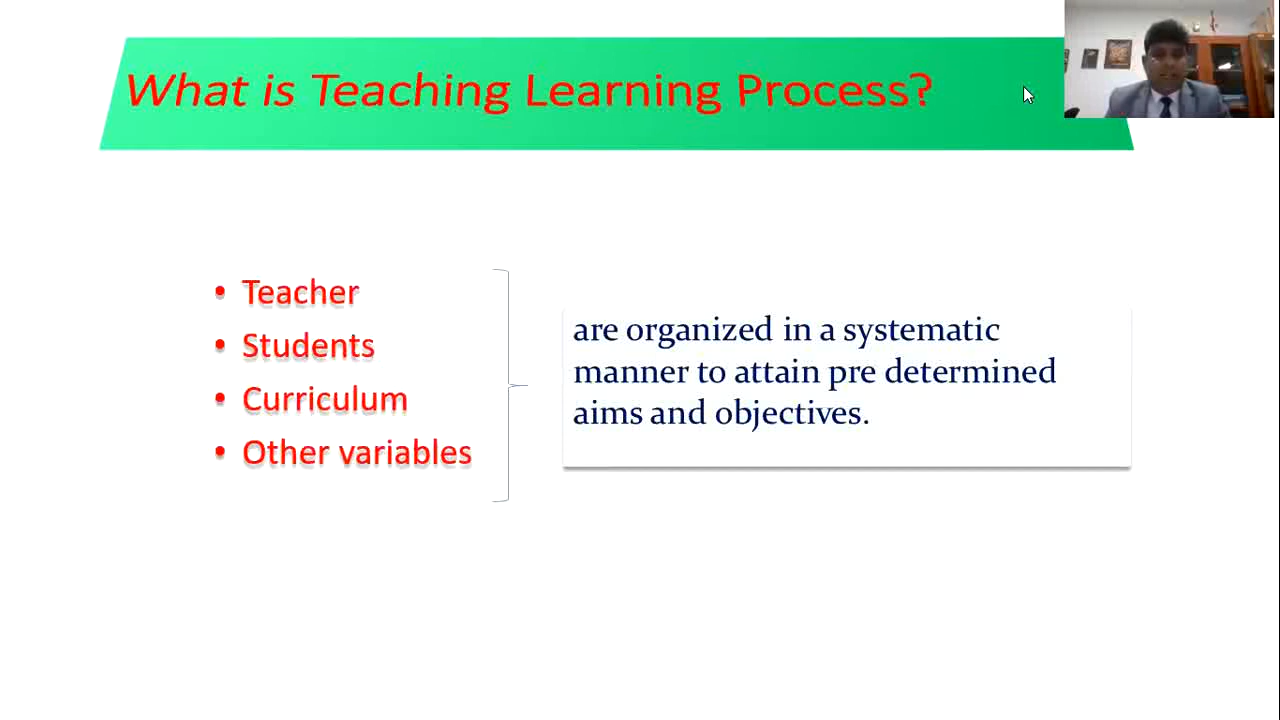 What is Teaching Learning Process?
• Teacher
• Students
• Curriculum
• Other variables
are organized in a systematic
manner to attain pre determined
aims and objectives.